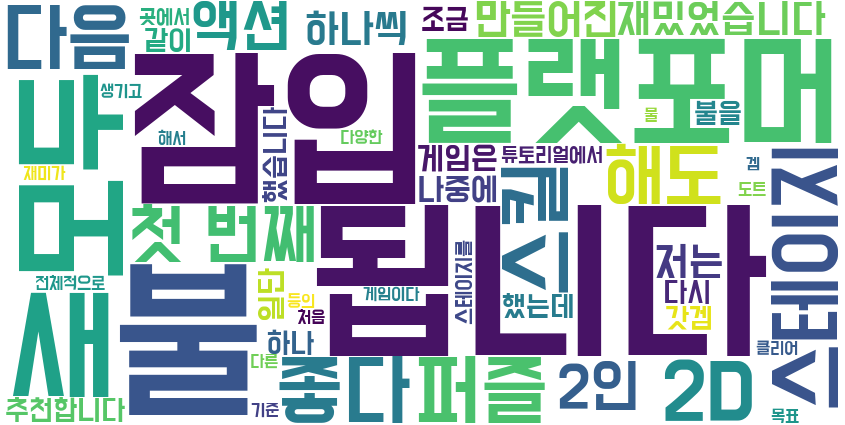 다음
곳에서
같이
액션
하나씩
조금
만들어진
재밌었습니다
나
생기고
잠입
플랫포머
해서
했습니다
다양한
물
불을
게임은
튜토리얼에서
해도
겜
재미가
나중에
도트
머
첫 번째
됩니다
스킬
스테이지
저는
다시
전체적으로
일단
등의
처음
게임이다
스테이지를
했는데
갓겜
새
불
하나
다른
클리어
추천합니다
기준
좋다
퍼즐
2인
2D
목표